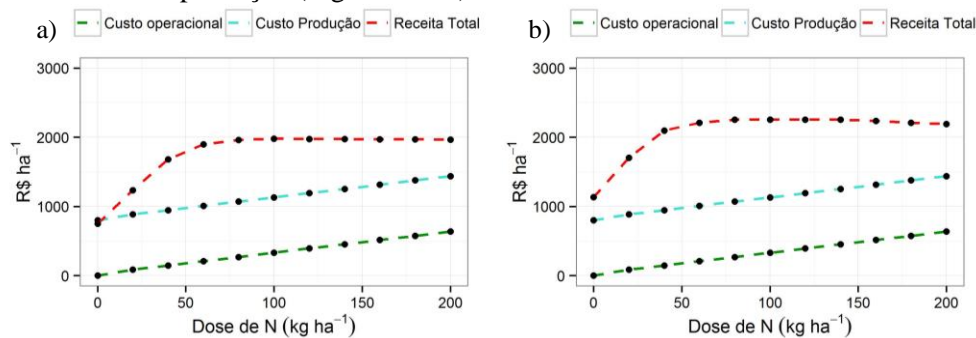 a) Custo operacional Custo Produção Receita Total
b) Custo operacional Custo Produção Receita Total
3000
2000
1000
0
R$ ha⁻¹
0 50 100 150 200
Dose de N (kg ha⁻¹)
3000
2000
1000
0
R$ ha⁻¹
0 50 100 150 200
Dose de N (kg ha⁻¹)